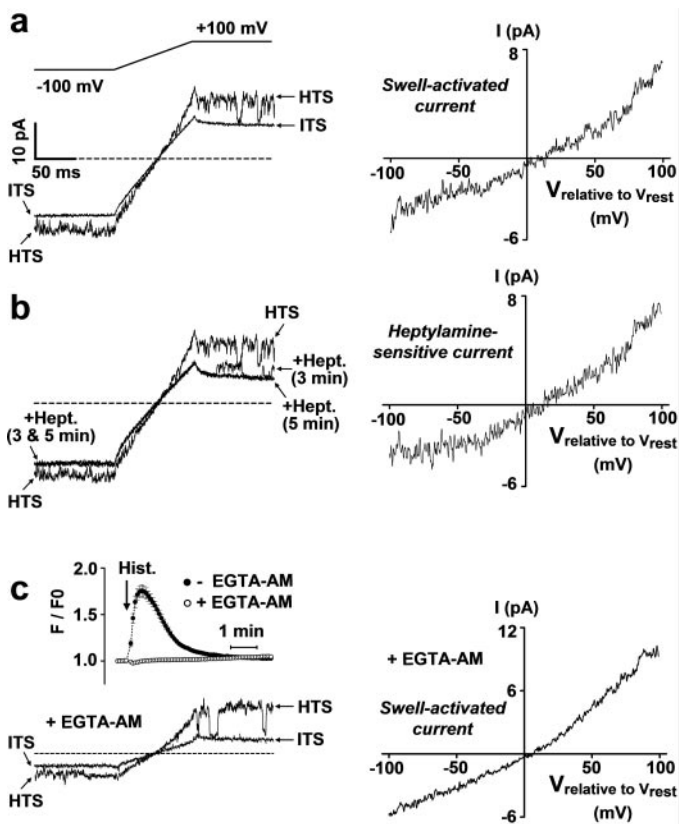 a
+100 mV
-100 mV
10 pA
50 ms
HTS
ITS
ITS
HTS
I (pA)
8
Swell-activated
current
-100
-50
0
50
100
V relative to Vrest
(mV)
-6
b
HTS
+Hept.
(3 min)
+Hept.
(5 min)
+Hept.
(3 & 5 min)
HTS
I (pA)
8
Heptylamine-
sensitive current
-100
-50
0
50
100
V relative to Vrest
(mV)
-6
c
F / F0
2.0
1.5
1.0
Hist.
- EGTA-AM
+ EGTA-AM
1 min
+ EGTA-AM
HTS
ITS
ITS
HTS
I (pA)
12
+ EGTA-AM
6
Swell-activated
current
-100
-50
0
50
100
V relative to Vrest
(mV)
-6